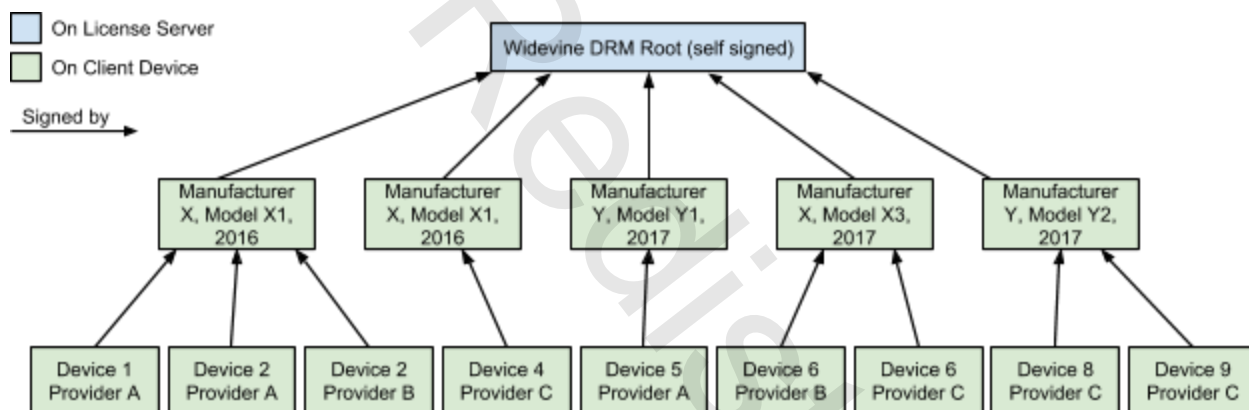 On License Server
On Client Device
Signed by
Widevine DRM Root (self signed)
Manufacturer
X, Model X1,
2016
Manufacturer
X, Model X1,
2016
Manufacturer
Y, Model Y1,
2017
Manufacturer
X, Model X3,
2017
Manufacturer
Y, Model Y2,
2017
Device 1
Provider A
Device 2
Provider A
Device 2
Provider B
Device 4
Provider C
Device 5
Provider A
Device 6
Provider B
Device 6
Provider C
Device 8
Provider C
Device 9
Provider C